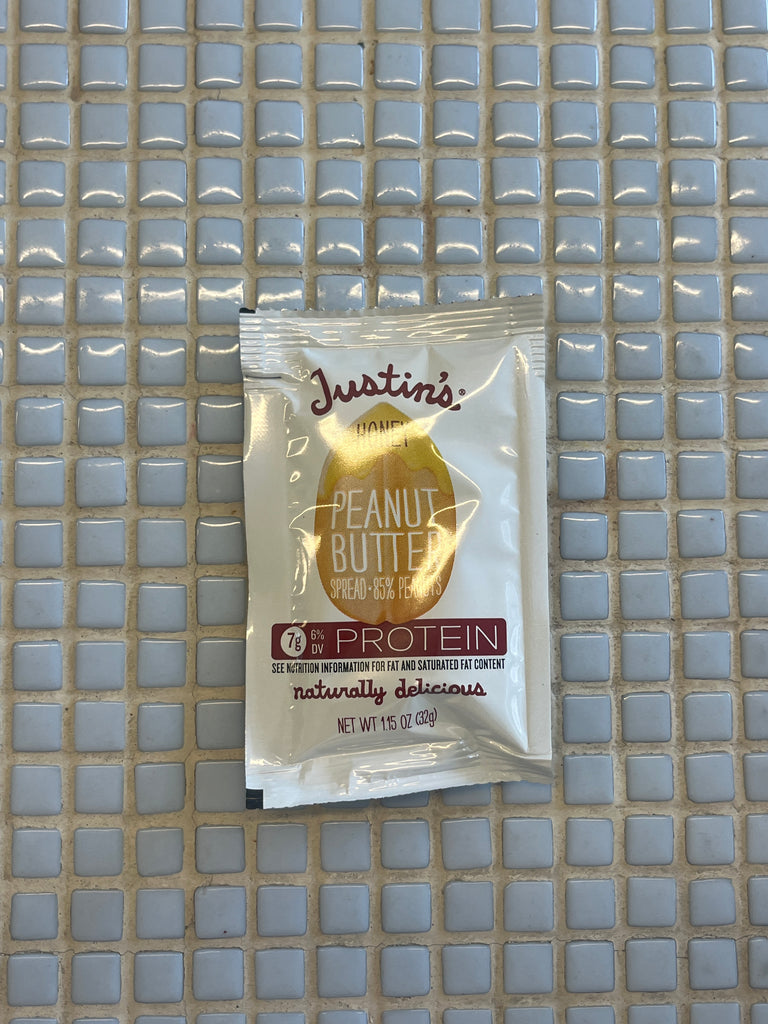 Justin's®
HONEY
PEANUT
BUTTER
SPREAD • 85% PEANUTS
7g 6% DV PROTEIN
SEE NUTRITION INFORMATION FOR FAT AND SATURATED FAT CONTENT
naturally delicious
NET WT 1.15 OZ (32g)